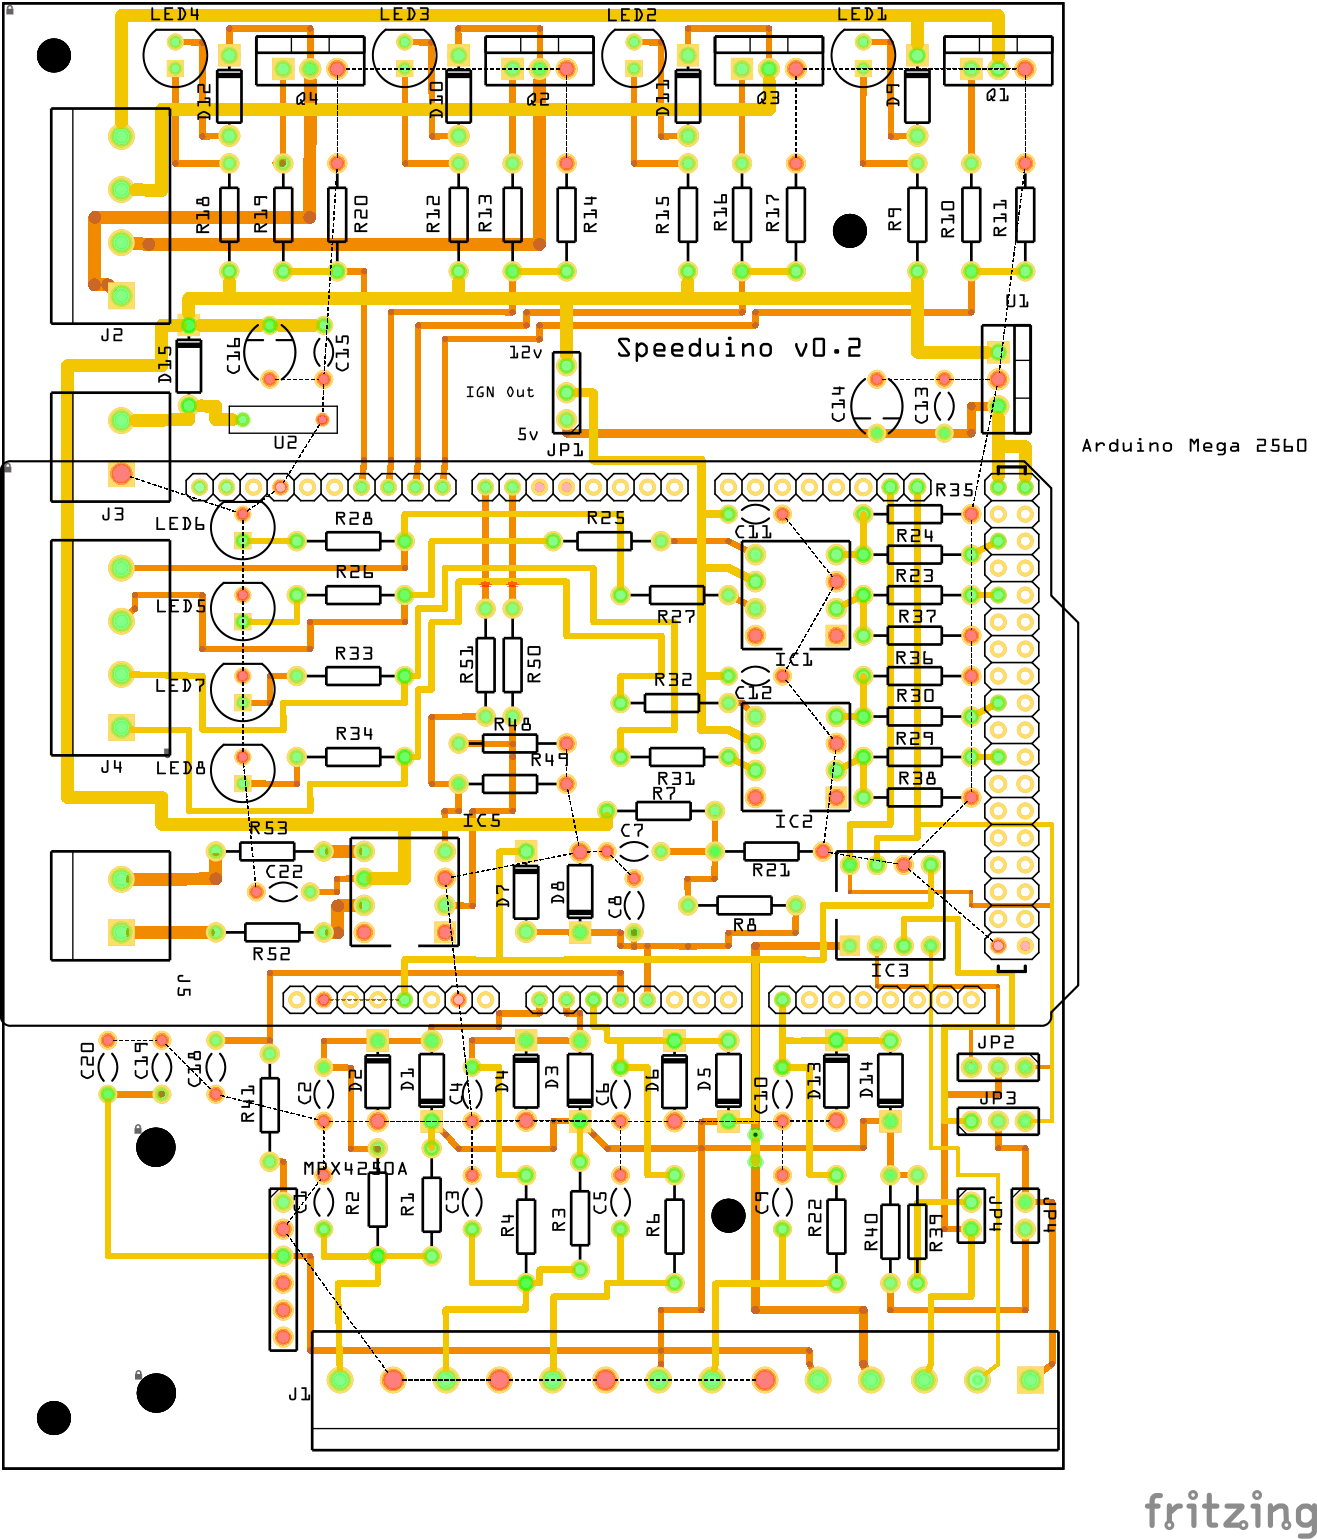 LED4 LED3 LED2 LED1
D12 Q4 D10 Q2 D11 Q3 D9 Q1
R18 R19 R20 R12 R13 R14 R15 R16 R17 R9 R10 R11
J2 U1
D15 C16 C15 12v Speeduino v0.2
IGN Out C14 C13
U2 5v
JP1 Arduino Mega 2560
J3 R35
LED6 R28 R25 C11 R24
R26 R23
LED5 R27 R37
R51 R50 IC1 R36
R33 R32 C12
LED7 R30
R48
R34 R49 R29
J4 LED8 R31 R38
R7
IC5 IC2
R53 C7
C22 R21
D7 D8 C8
R8
R52
J5 IC3
C20 C19 C18 JP2
R41 C2 D2 D1 C4 D4 D3 C6 D6 D5 C10 D13 D14
JP3
MPX4250A
C1 R2 R1 C3 R4 R3 C5 R6 C9 R22 R40 R39 JP4 JP4
J1
fritzing